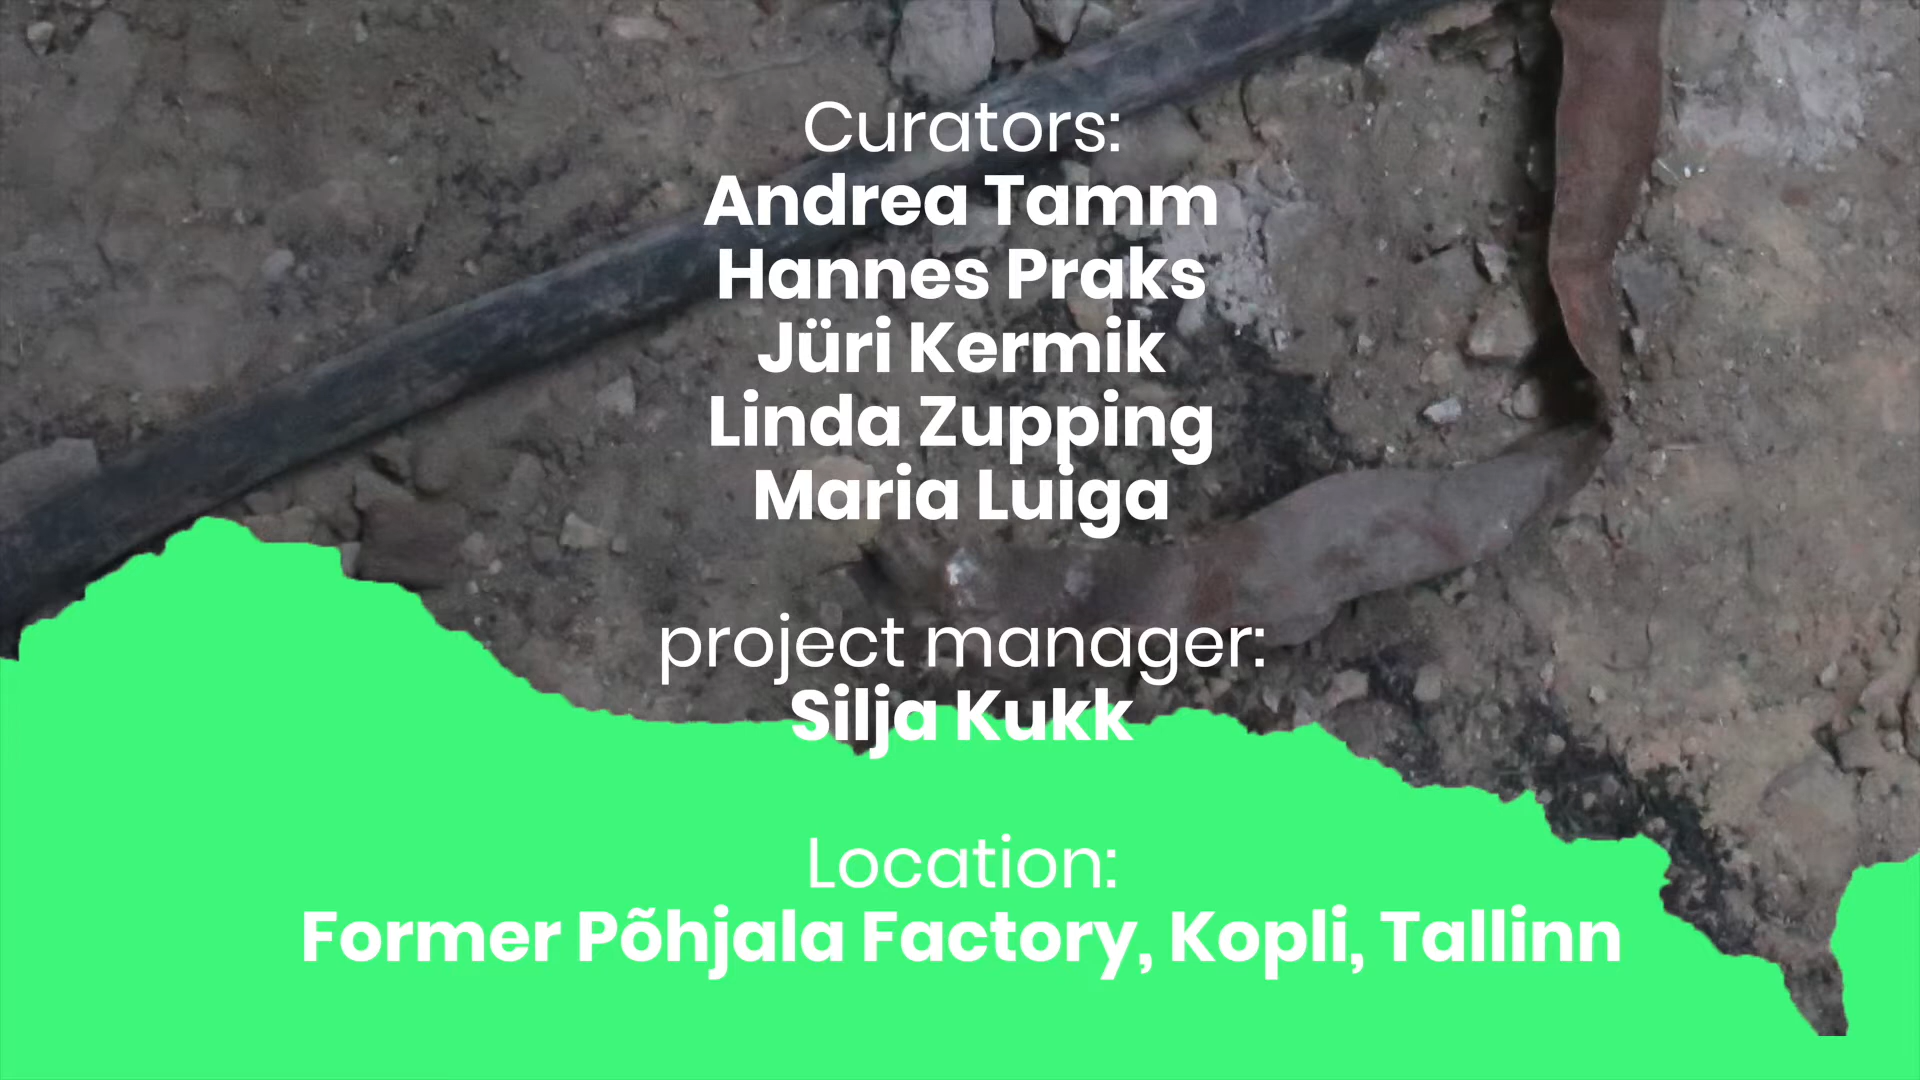 Curators:
Andrea Tamm
Hannes Praks
Jüri Kermik
Linda Zupping
Maria Luiga
project manager:
Silja Kukk
Location:
Former Põhjala Factory, Kopli, Tallinn